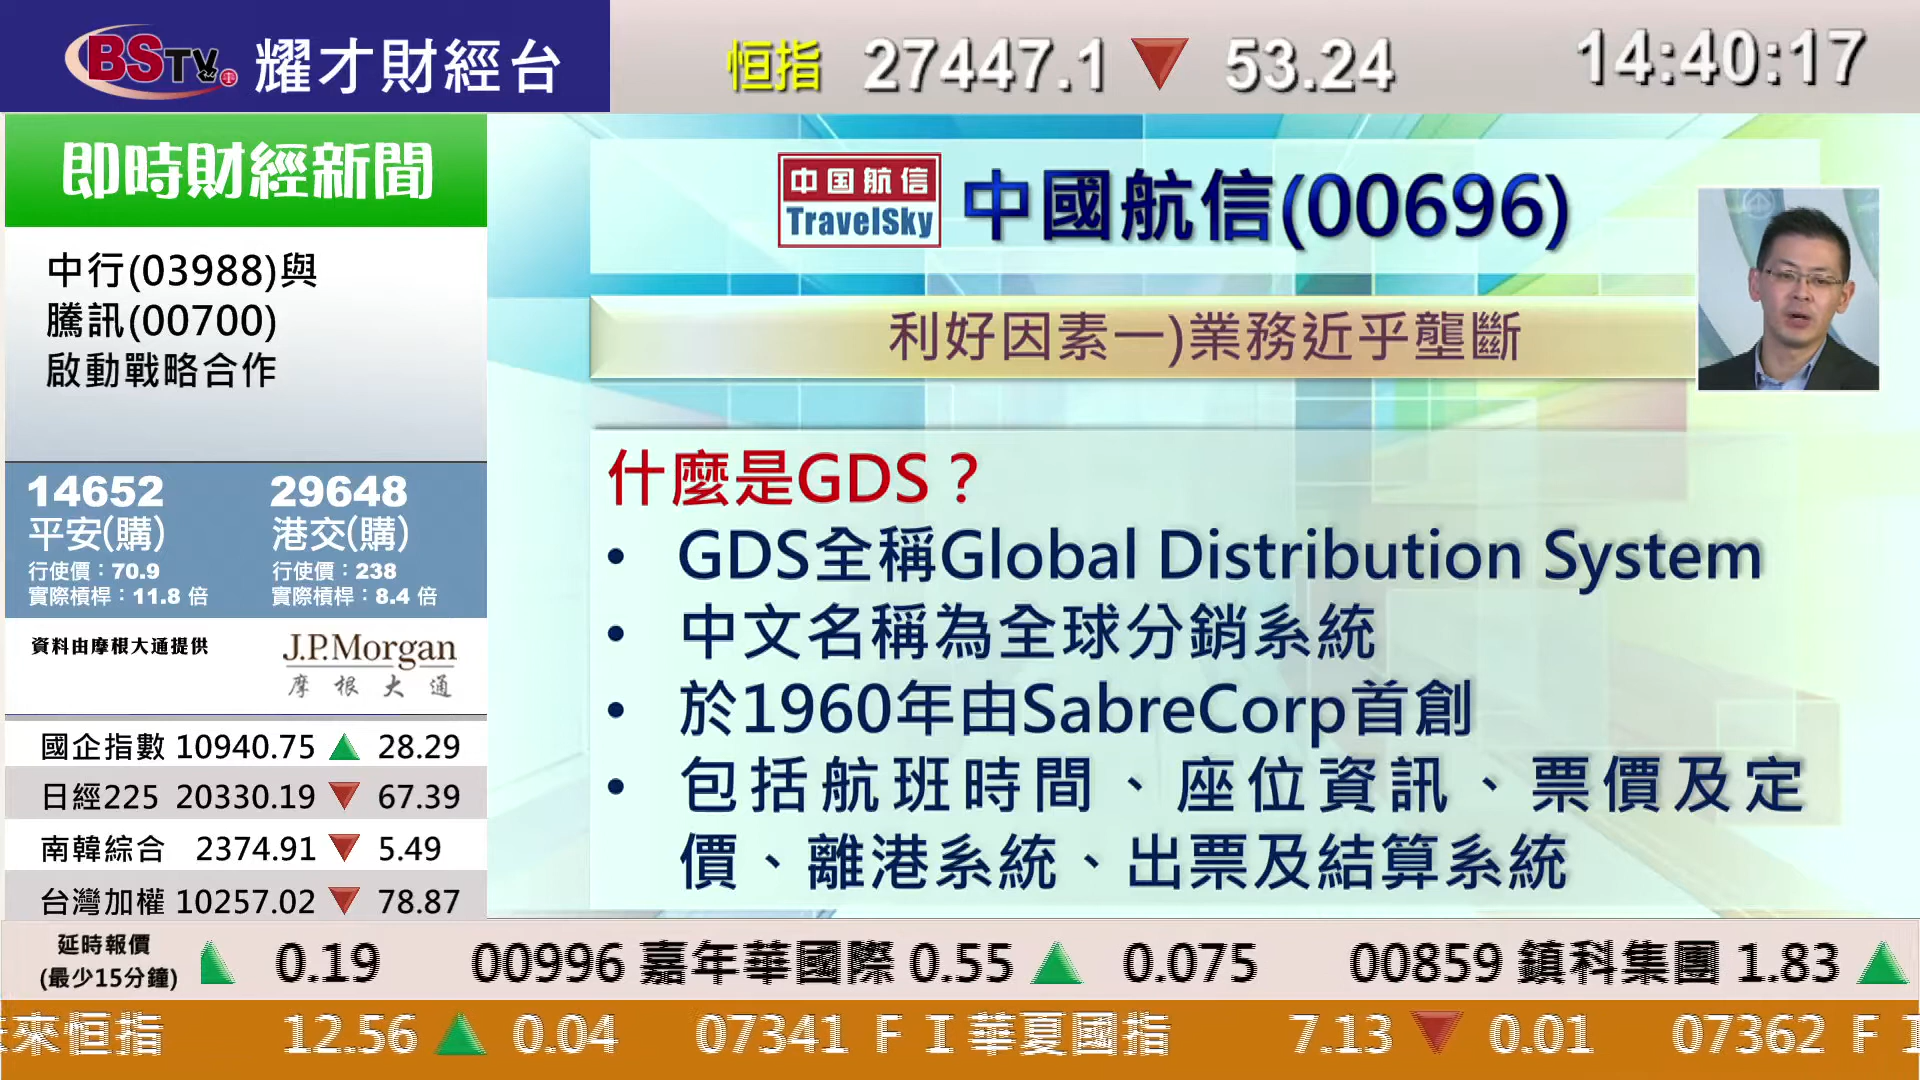 BSTV 耀才財經台
恒指 27447.1 ▼ 53.24
14:40:17
即時財經新聞
中行(03988)與
騰訊(00700)
啟動戰略合作
14652
平安(購)
行使價：70.9
實際槓桿：11.8 倍
29648
港交(購)
行使價：238
實際槓桿：8.4 倍
資料由摩根大通提供
J.P.Morgan
摩根大通
國企指數 10940.75 ▲ 28.29
日經225 20330.19 ▼ 67.39
南韓綜合 2374.91 ▼ 5.49
台灣加權 10257.02 ▼ 78.87
中国航信
TravelSky
中國航信(00696)
利好因素一)業務近乎壟斷
什麼是GDS？
• GDS全稱Global Distribution System
• 中文名稱為全球分銷系統
• 於1960年由SabreCorp首創
• 包括航班時間、座位資訊、票價及定
價、離港系統、出票及結算系統
延時報價
(最少15分鐘)
▲ 0.19 00996 嘉年華國際 0.55 ▲ 0.075 00859 鎮科集團 1.83 ▲
來恒指 12.56 ▲ 0.04 07341 F I 華夏國指 7.13 ▼ 0.01 07362 F I